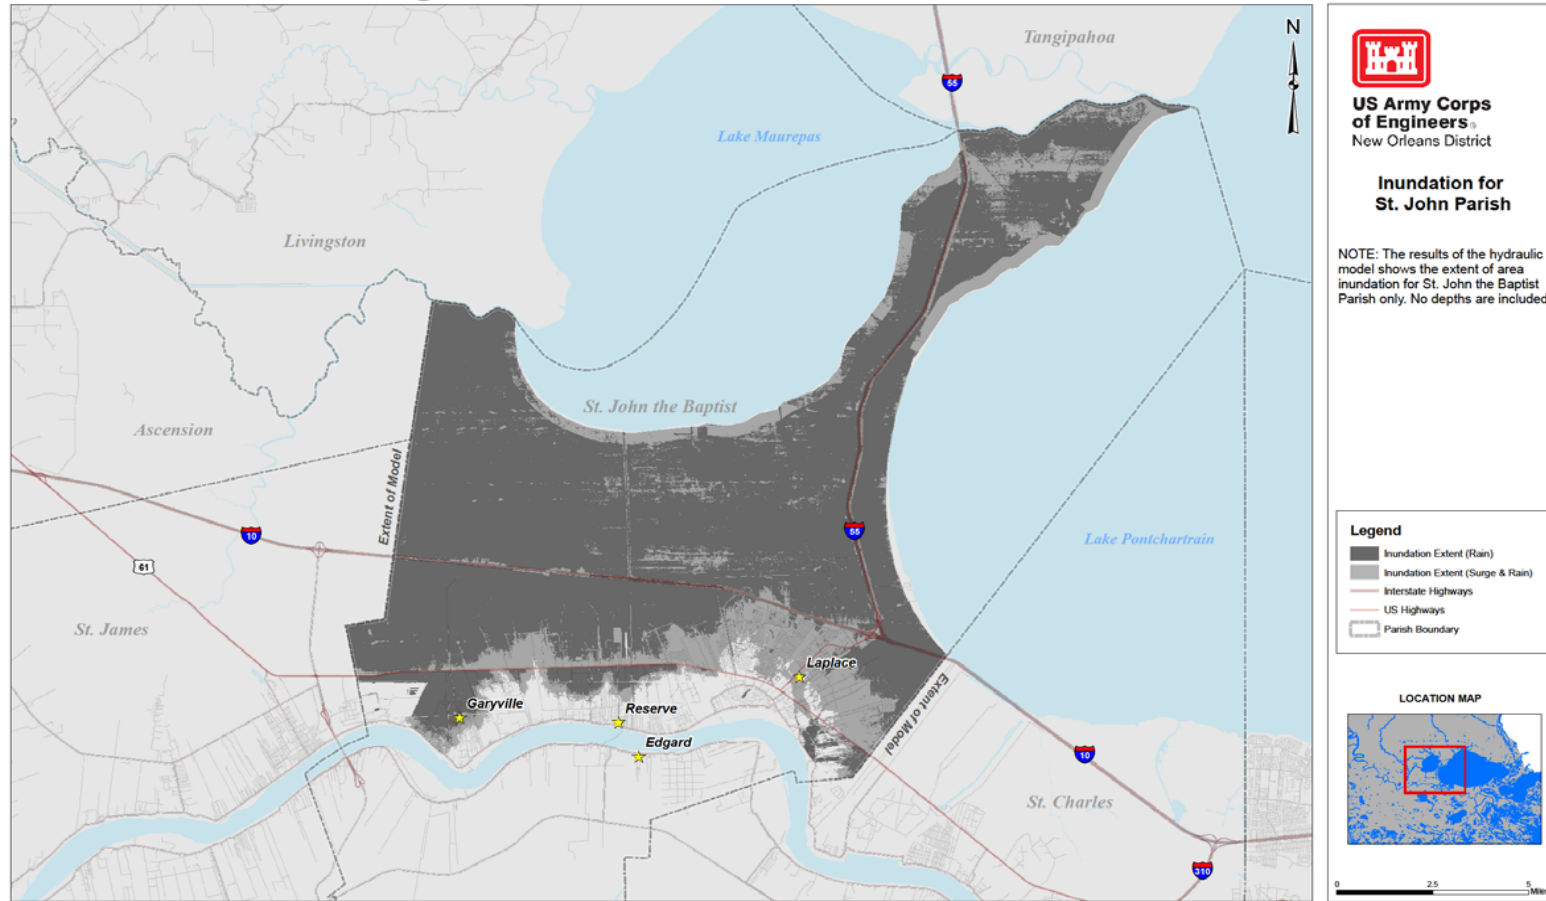 Tangipahoa
N
55
Lake Maurepas
Livingston
St. John the Baptist
Ascension
Extent of Model
10
55
Lake Pontchartrain
61
St. James
Laplace
Garyville
Reserve
Edgard
Extent of Model
10
St. Charles
310
US Army Corps
of Engineers®
New Orleans District
Inundation for
St. John Parish
NOTE: The results of the hydraulic
model shows the extent of area
inundation for St. John the Baptist
Parish only. No depths are included
Legend
Inundation Extent (Rain)
Inundation Extent (Surge & Rain)
Interstate Highways
US Highways
Parish Boundary
LOCATION MAP
0 2.5 5
Miles